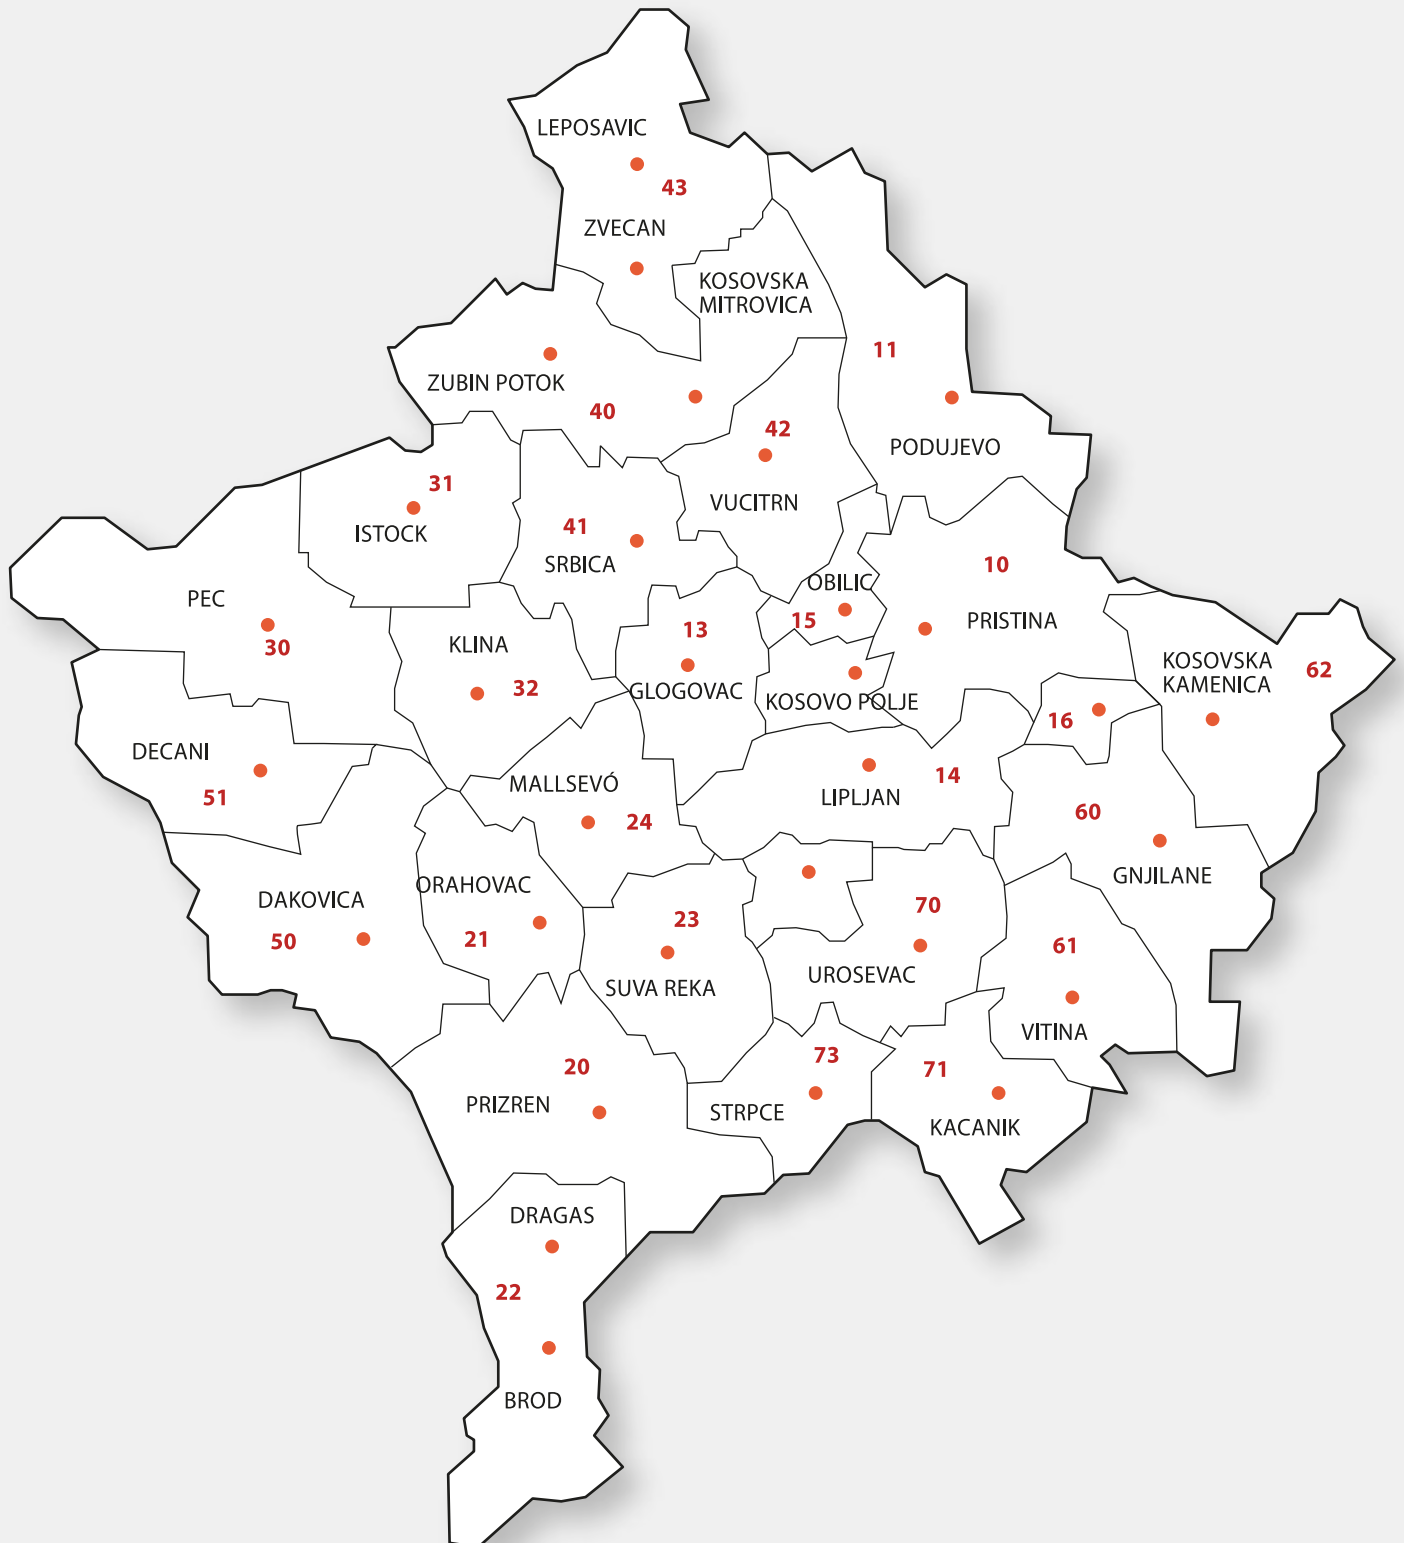 LEPOSAVIC
43
ZVECAN
KOSOVSKA
MITROVICA
11
ZUBIN POTOK
40
42
PODUJEVO
31
VUCITRN
ISTOCK
41
SRBICA
10
OBILIC
PEC
15
PRISTINA
13
30
KLINA
KOSOVSKA
KAMENICA
62
32
GLOGOVAC
KOSOVO POLJE
16
DECANI
MALLSEVÓ
14
51
LIPLJAN
24
60
ORAHOVAC
GNJILANE
DAKOVICA
70
23
50
21
61
UROSEVAC
SUVA REKA
VITINA
73
20
71
PRIZREN
STRPCE
KACANIK
DRAGAS
22
BROD